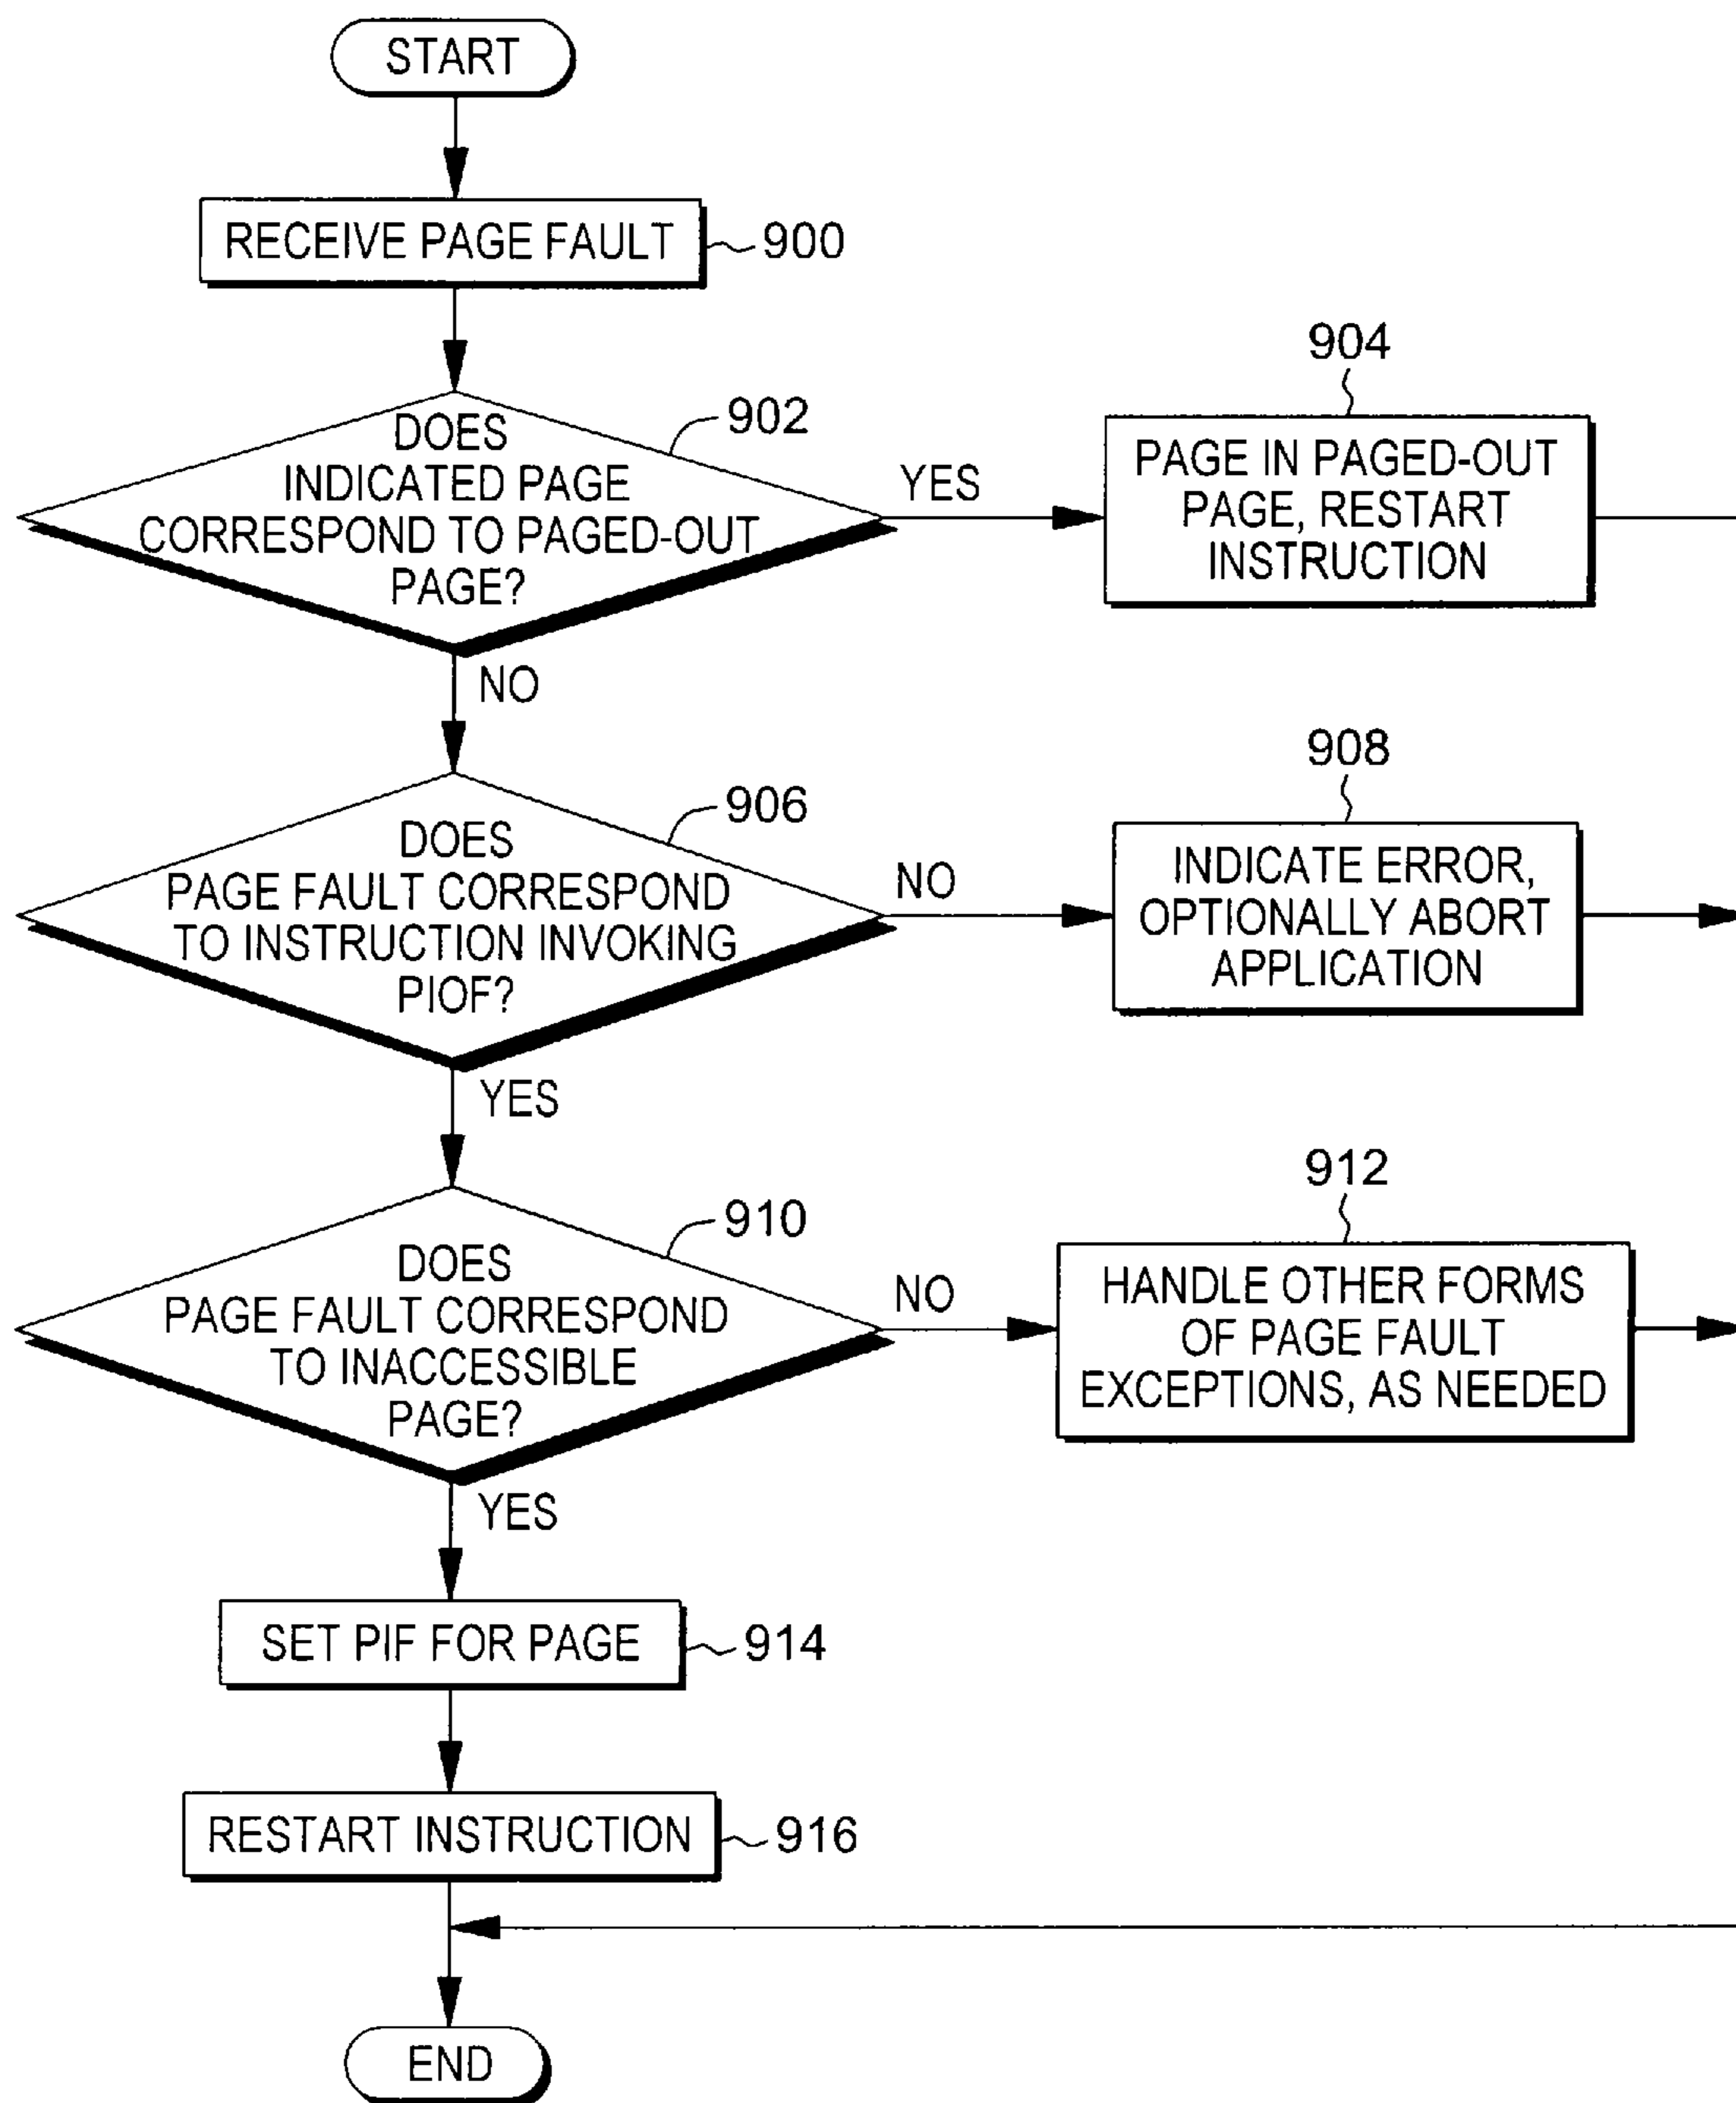 START
RECEIVE PAGE FAULT
900
DOES
INDICATED PAGE
CORRESPOND TO PAGED-OUT
PAGE?
902
YES
904
PAGE IN PAGED-OUT
PAGE, RESTART
INSTRUCTION
NO
DOES
PAGE FAULT CORRESPOND
TO INSTRUCTION INVOKING
PIOF?
906
NO
908
INDICATE ERROR,
OPTIONALLY ABORT
APPLICATION
YES
DOES
PAGE FAULT CORRESPOND
TO INACCESSIBLE
PAGE?
910
NO
912
HANDLE OTHER FORMS
OF PAGE FAULT
EXCEPTIONS, AS NEEDED
YES
SET PIF FOR PAGE
914
RESTART INSTRUCTION
916
END